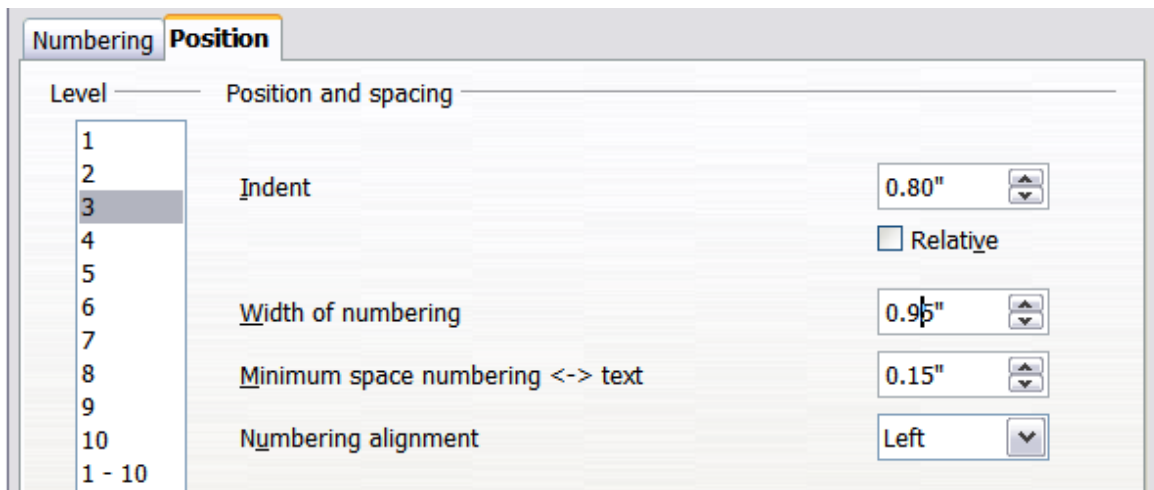 Numbering Position
Level Position and spacing
1
2
3
4
5
6
7
8
9
10
1 - 10
Indent 0.80"
Relative
Width of numbering 0.95"
Minimum space numbering <-> text 0.15"
Numbering alignment Left